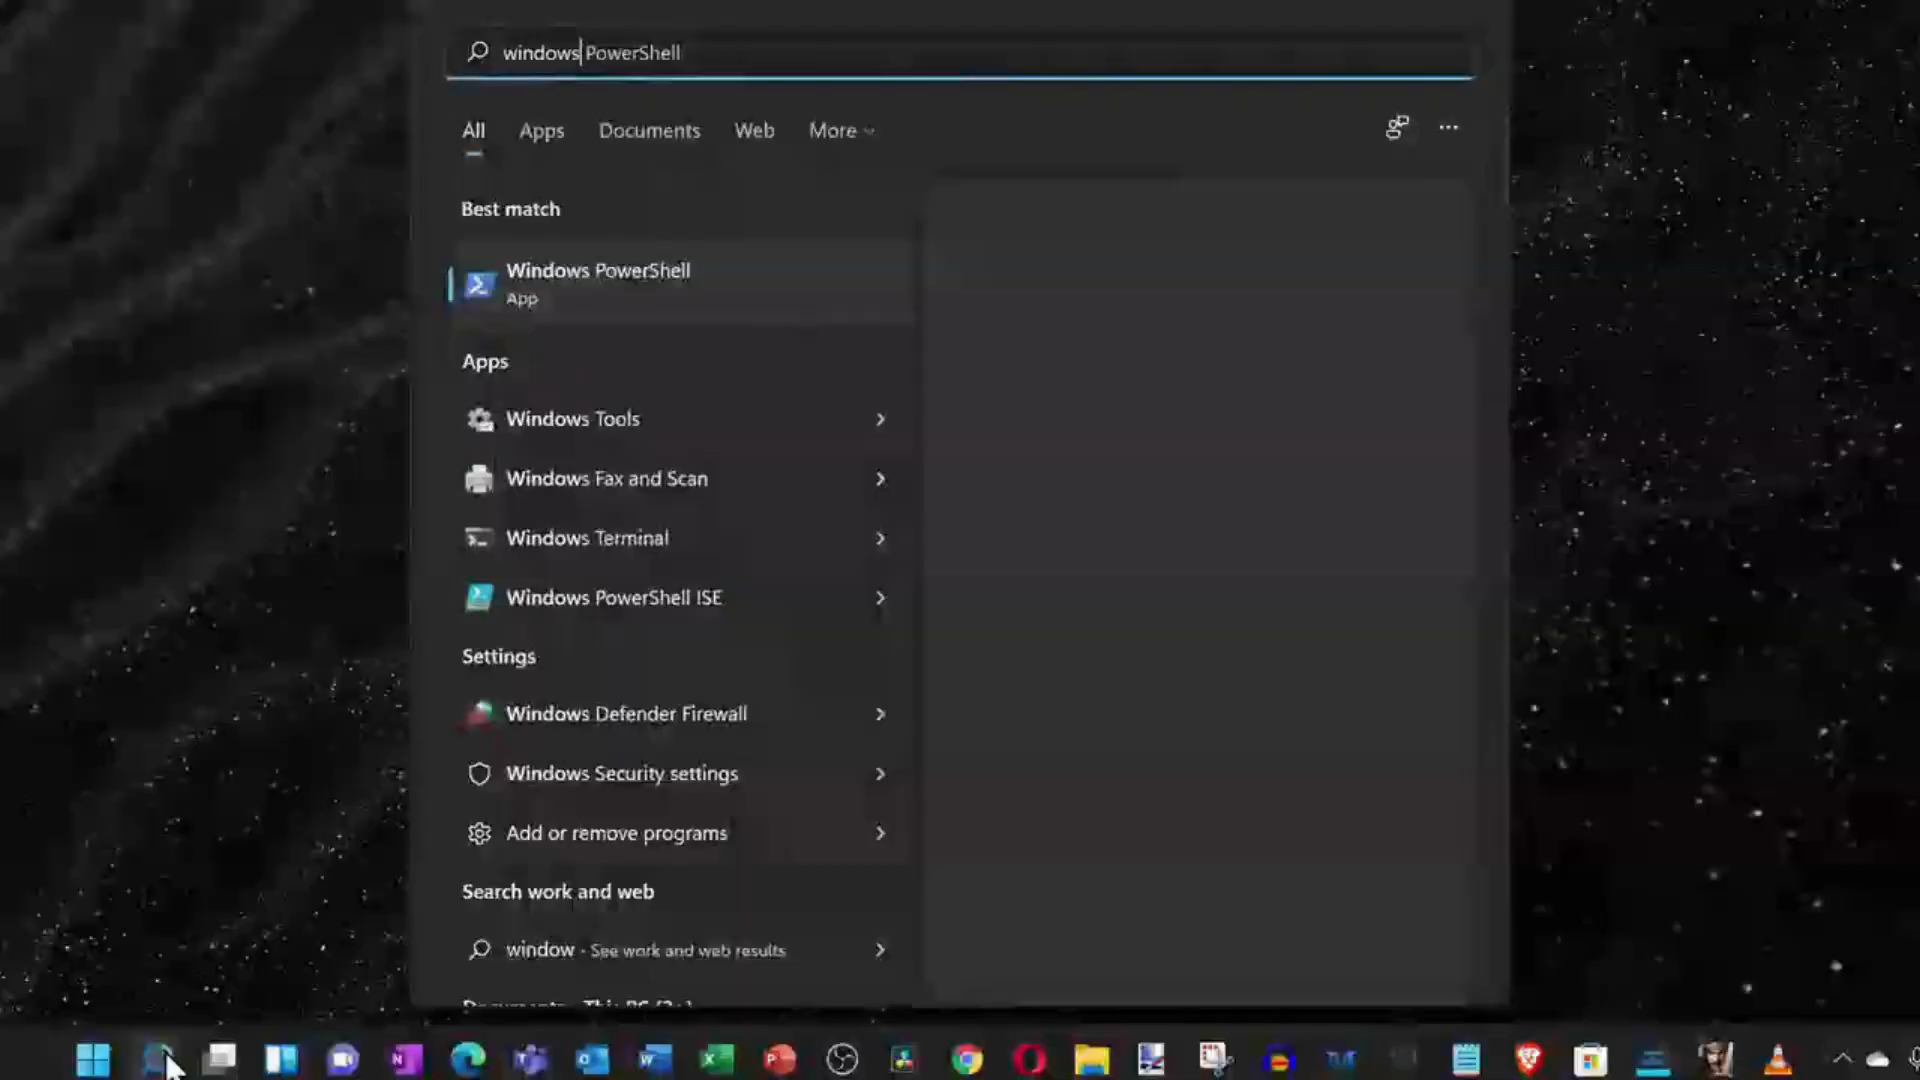 windows PowerShell
All Apps Documents Web More
Best match
Windows PowerShell
App
Apps
Windows Tools
Windows Fax and Scan
Windows Terminal
Windows PowerShell ISE
Settings
Windows Defender Firewall
Windows Security settings
Add or remove programs
Search work and web
window - See work and web results